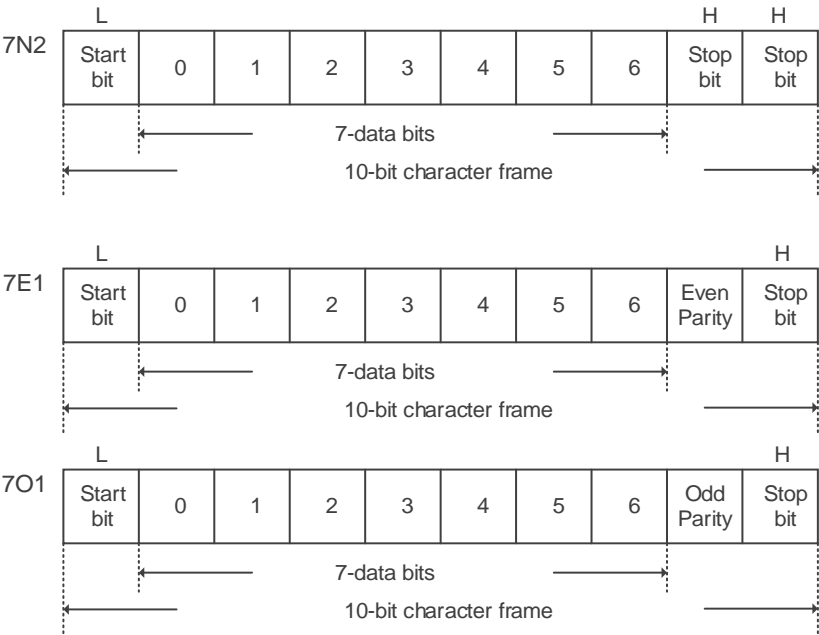 L H H
7N2 Start bit 0 1 2 3 4 5 6 Stop bit Stop bit
7-data bits
10-bit character frame
L H
7E1 Start bit 0 1 2 3 4 5 6 Even Parity Stop bit
7-data bits
10-bit character frame
L H
7O1 Start bit 0 1 2 3 4 5 6 Odd Parity Stop bit
7-data bits
10-bit character frame